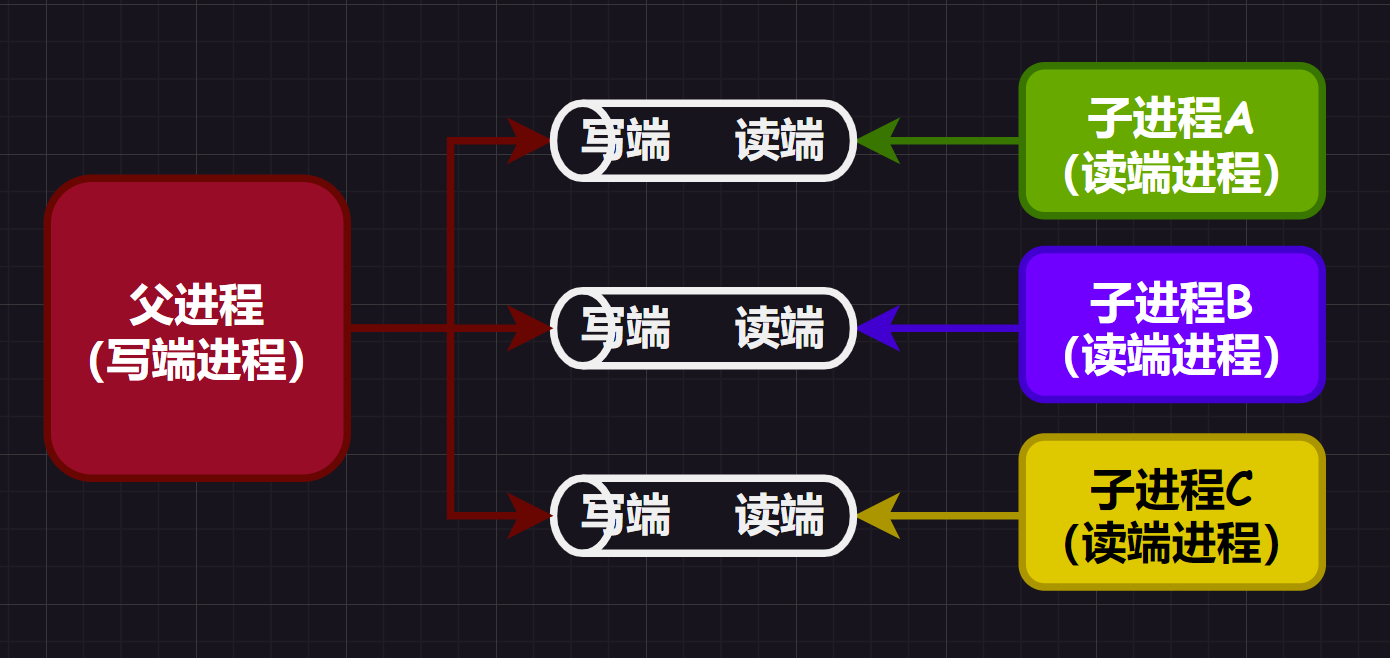 父进程
（写端进程）
写端 读端
写端 读端
写端 读端
子进程A
（读端进程）
子进程B
（读端进程）
子进程C
（读端进程）